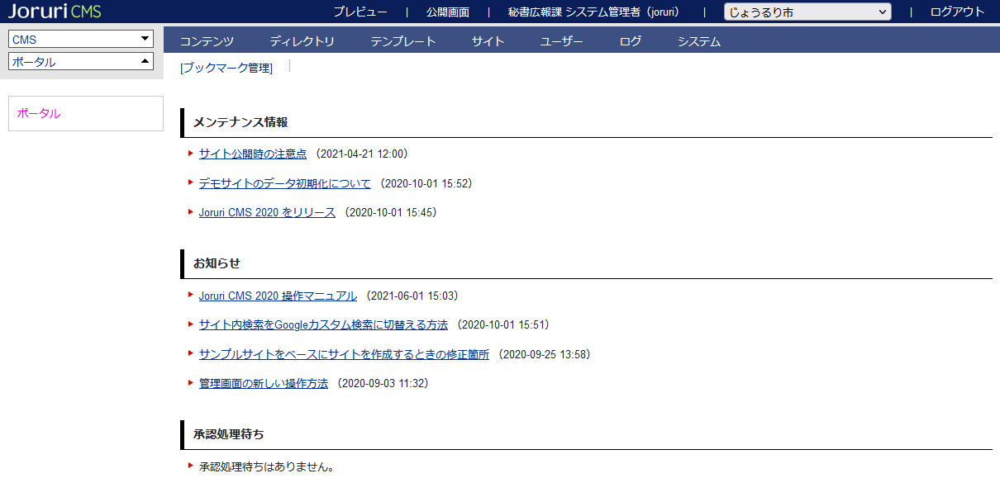 Joruri CMS プレビュー | 公開画面 | 秘書広報課 システム管理者（joruri） | じょうるり市 | ログアウト
CMS
コンテンツ ディレクトリ テンプレート サイト ユーザー ログ システム
ポータル
[ブックマーク管理]
ポータル
メンテナンス情報
サイト公開時の注意点 （2021-04-21 12:00）
デモサイトのデータ初期化について （2020-10-01 15:52）
Joruri CMS 2020 をリリース （2020-10-01 15:45）
お知らせ
Joruri CMS 2020 操作マニュアル （2021-06-01 15:03）
サイト内検索をGoogleカスタム検索に切替える方法 （2020-10-01 15:51）
サンプルサイトをベースにサイトを作成するときの修正箇所 （2020-09-25 13:58）
管理画面の新しい操作方法 （2020-09-03 11:32）
承認処理待ち
承認処理待ちはありません。